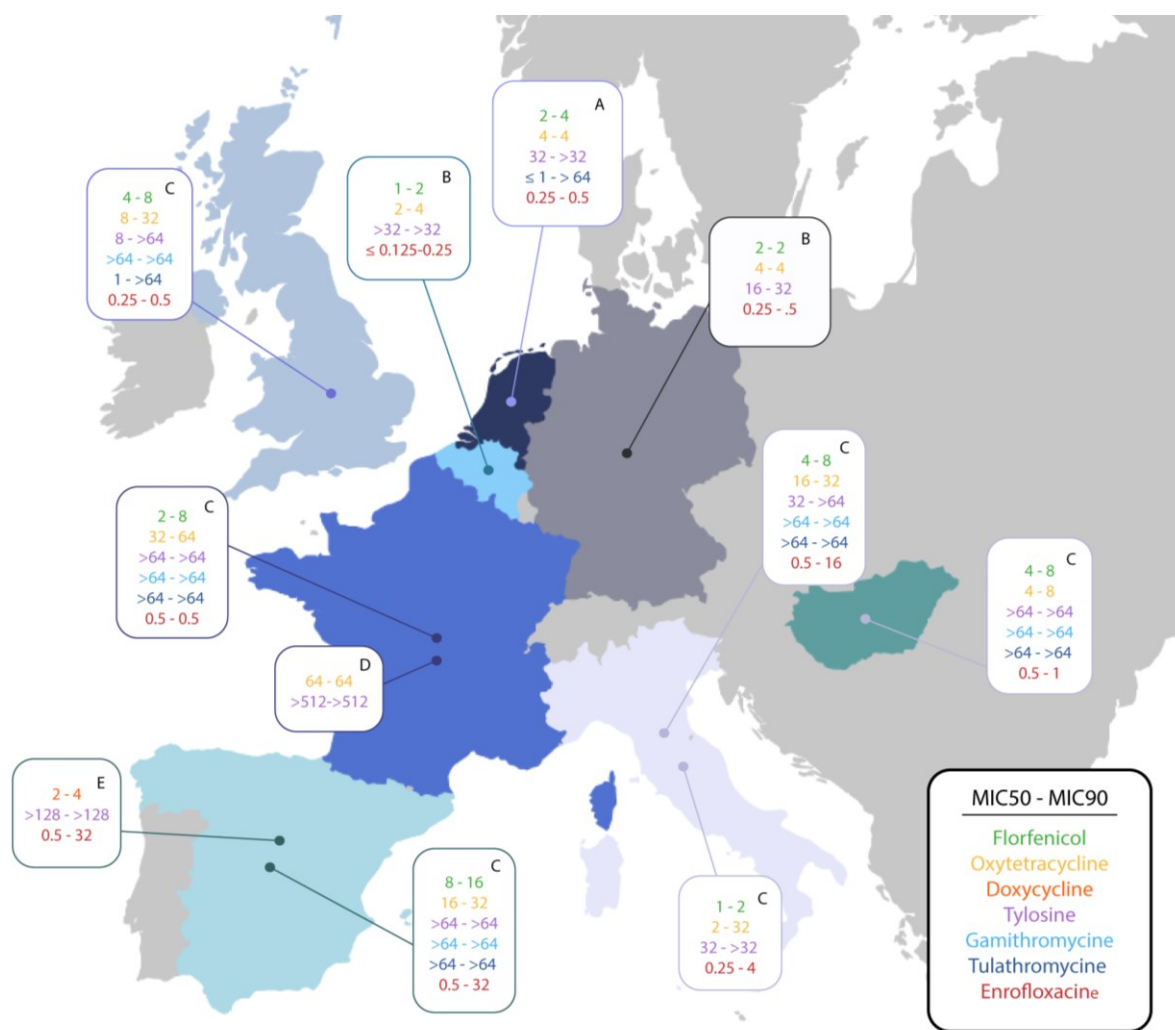 A
2 - 4
4 - 4
32 - >32
≤ 1 - > 64
0.25 - 0.5
B
1 - 2
2 - 4
>32 - >32
≤ 0.125-0.25
C
4 - 8
8 - 32
8 - >64
>64 - >64
1 - >64
0.25 - 0.5
B
2 - 2
4 - 4
16 - 32
0.25 - .5
C
4 - 8
16 - 32
32 - >64
>64 - >64
>64 - >64
0.5 - 16
C
2 - 8
32 - 64
>64 - >64
>64 - >64
>64 - >64
0.5 - 0.5
C
4 - 8
4 - 8
>64 - >64
>64 - >64
>64 - >64
0.5 - 1
D
64 - 64
>512->512
E
2 - 4
>128 - >128
0.5 - 32
C
8 - 16
16 - 32
>64 - >64
>64 - >64
>64 - >64
0.5 - 32
C
1 - 2
2 - 32
32 - >32
0.25 - 4
MIC50 - MIC90
Florfenicol
Oxytetracycline
Doxycycline
Tylosine
Gamithromycine
Tulathromycine
Enrofloxacine